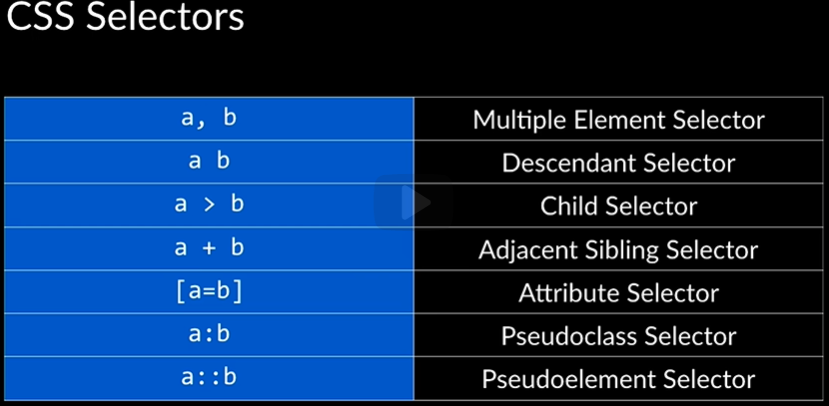 CSS Selectors
a, b Multiple Element Selector
a b Descendant Selector
a > b Child Selector
a + b Adjacent Sibling Selector
[a=b] Attribute Selector
a:b Pseudoclass Selector
a::b Pseudoelement Selector